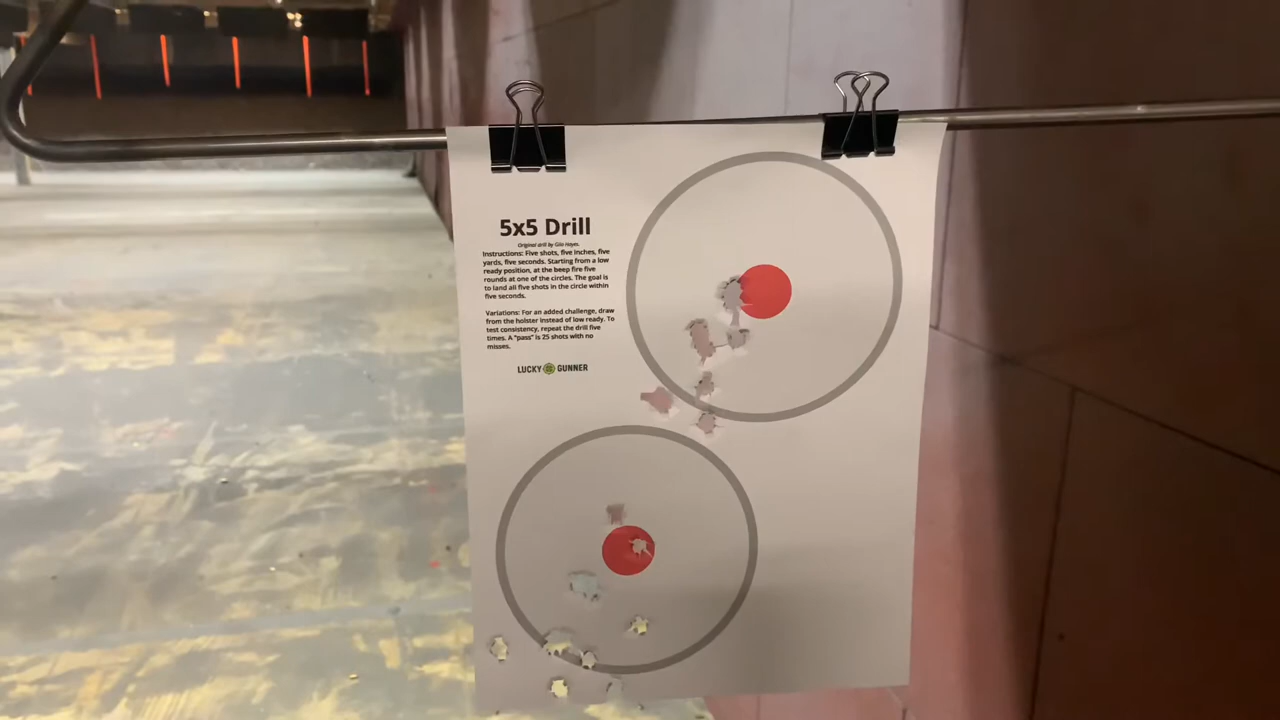 5x5 Drill
Original drill by Gila Hayes.
Instructions: Five shots, five inches, five
yards, five seconds. Starting from a low
ready position, at the beep fire five
rounds at one of the circles. The goal is
to land all five shots in the circle within
five seconds.
Variations: For an added challenge, draw
from the holster instead of low ready. To
test consistency, repeat the drill five
times. A "pass" is 25 shots with no
misses.
LUCKY GUNNER